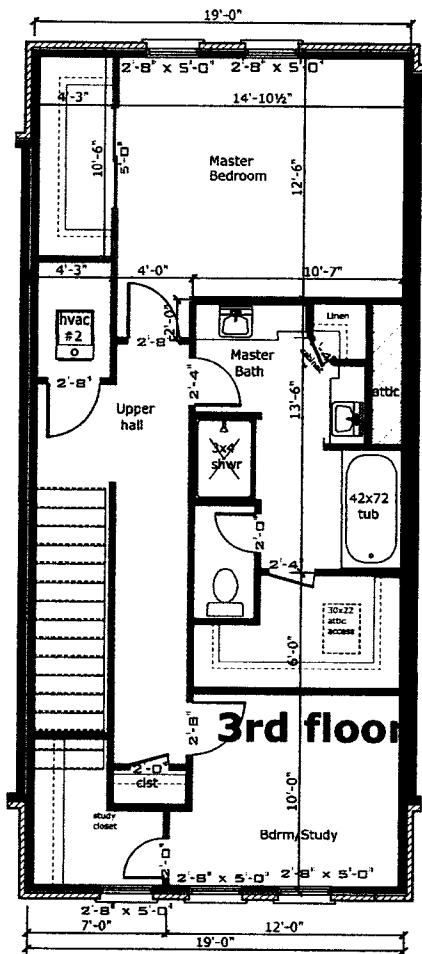 19'-0"
2'-8" x 5'-0" 2'-8" x 5'-0"
4'-3" 14'-10½"
10'-6" 5'-0" 12'-6"
Master
Bedroom
4'-3" 4'-0" 10'-7"
hvac
#2
2'-0"
2'-8"
Linen
Master
Bath
cabinet
2'-8"
2'-4"
13'-6"
attic
Upper
hall
3x4
shwr
42x72
tub
2'-0"
2'-4"
30x22
attic
access
6'-0"
2'-8"
3rd floor
2'-0"
clst
10'-0"
study
closet
Bdrm/Study
2'-0"
2'-8" x 5'-0" 2'-8" x 5'-0"
2'-8" x 5'-0"
7'-0" 12'-0"
19'-0"